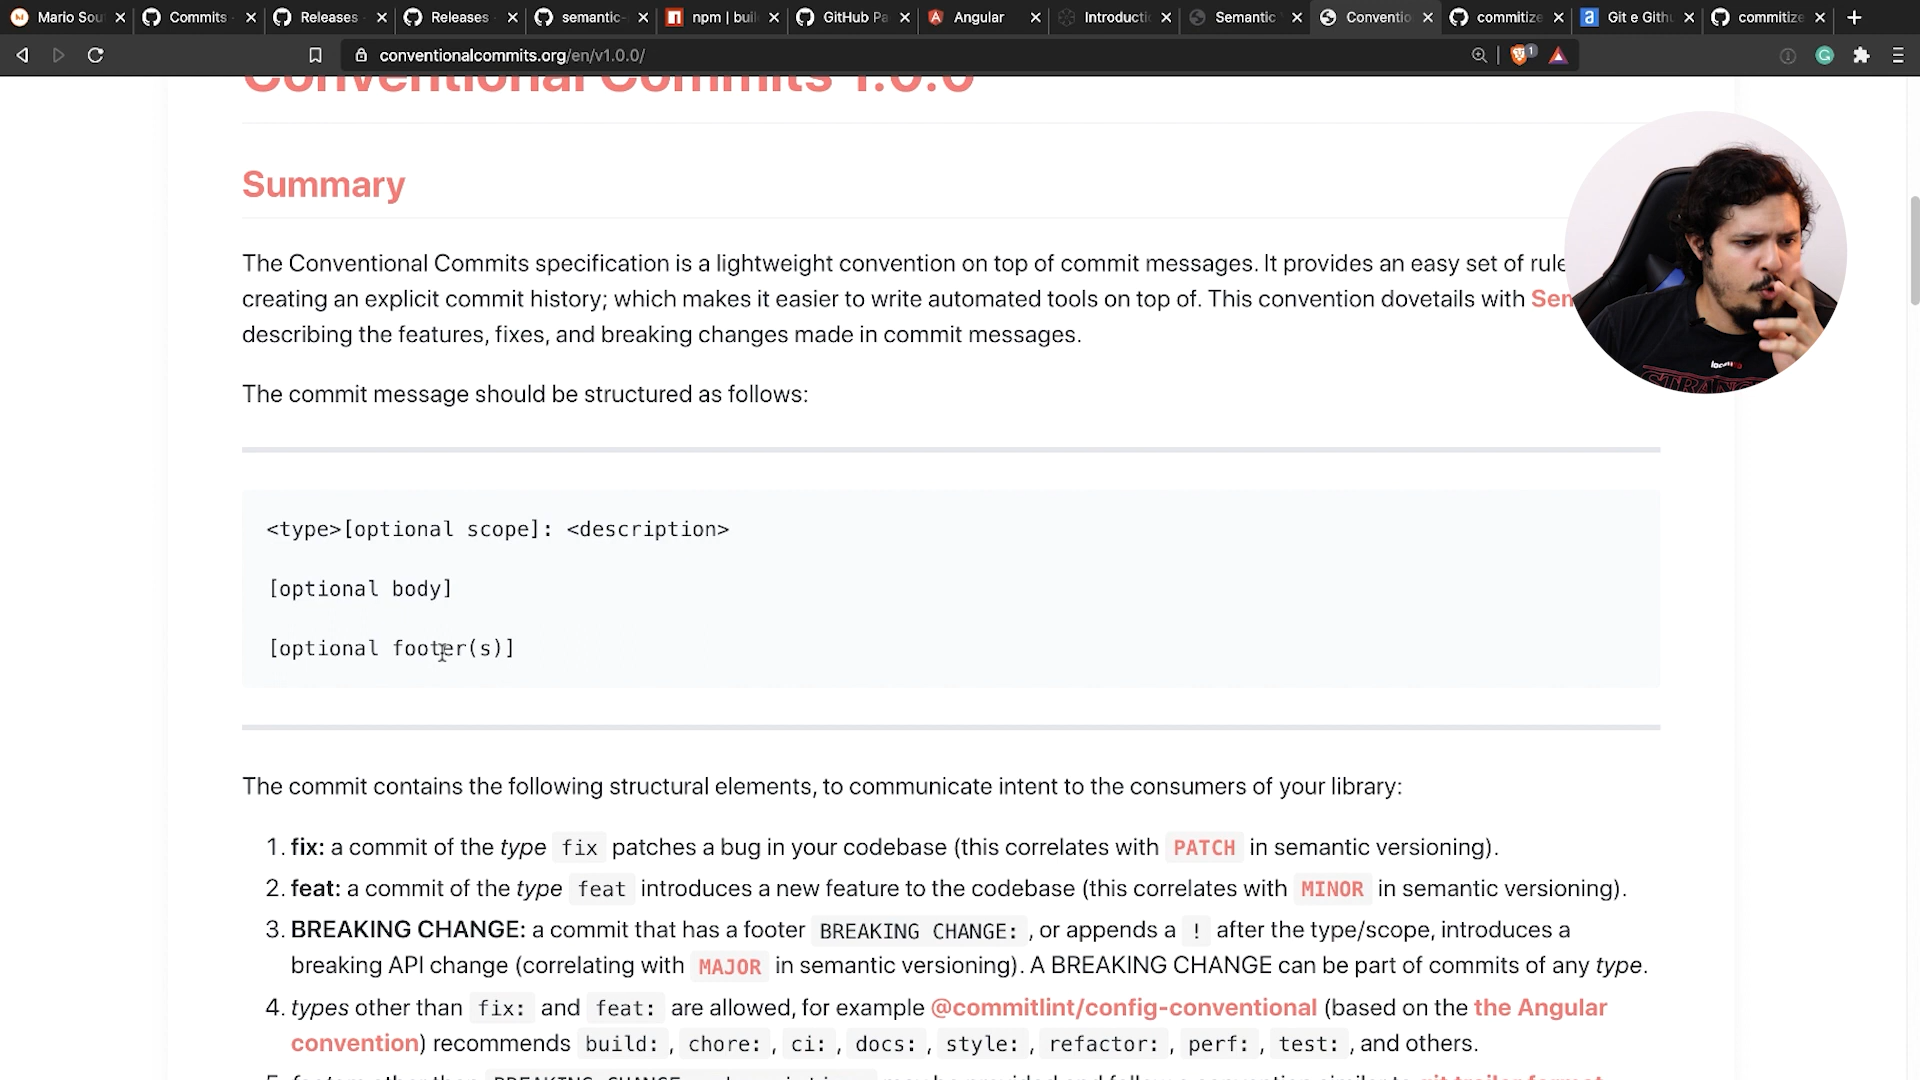 Mario Sou
Commits
Releases
Releases
semantic-
npm | buil
GitHub Pa
Angular
Introducti
Semantic V
Conventio
commitize
Git e Gith
commitize
conventionalcommits.org/en/v1.0.0/
1
Conventional Commits 1.0.0
Summary
The Conventional Commits specification is a lightweight convention on top of commit messages. It provides an easy set of rule
creating an explicit commit history; which makes it easier to write automated tools on top of. This convention dovetails with Sem
describing the features, fixes, and breaking changes made in commit messages.
The commit message should be structured as follows:
<type>[optional scope]: <description>
[optional body]
[optional footer(s)]
The commit contains the following structural elements, to communicate intent to the consumers of your library:
1. fix: a commit of the type fix patches a bug in your codebase (this correlates with PATCH in semantic versioning).
2. feat: a commit of the type feat introduces a new feature to the codebase (this correlates with MINOR in semantic versioning).
3. BREAKING CHANGE: a commit that has a footer BREAKING CHANGE: , or appends a ! after the type/scope, introduces a
breaking API change (correlating with MAJOR in semantic versioning). A BREAKING CHANGE can be part of commits of any type.
4. types other than fix: and feat: are allowed, for example @commitlint/config-conventional (based on the the Angular
convention) recommends build: , chore: , ci: , docs: , style: , refactor: , perf: , test: , and others.